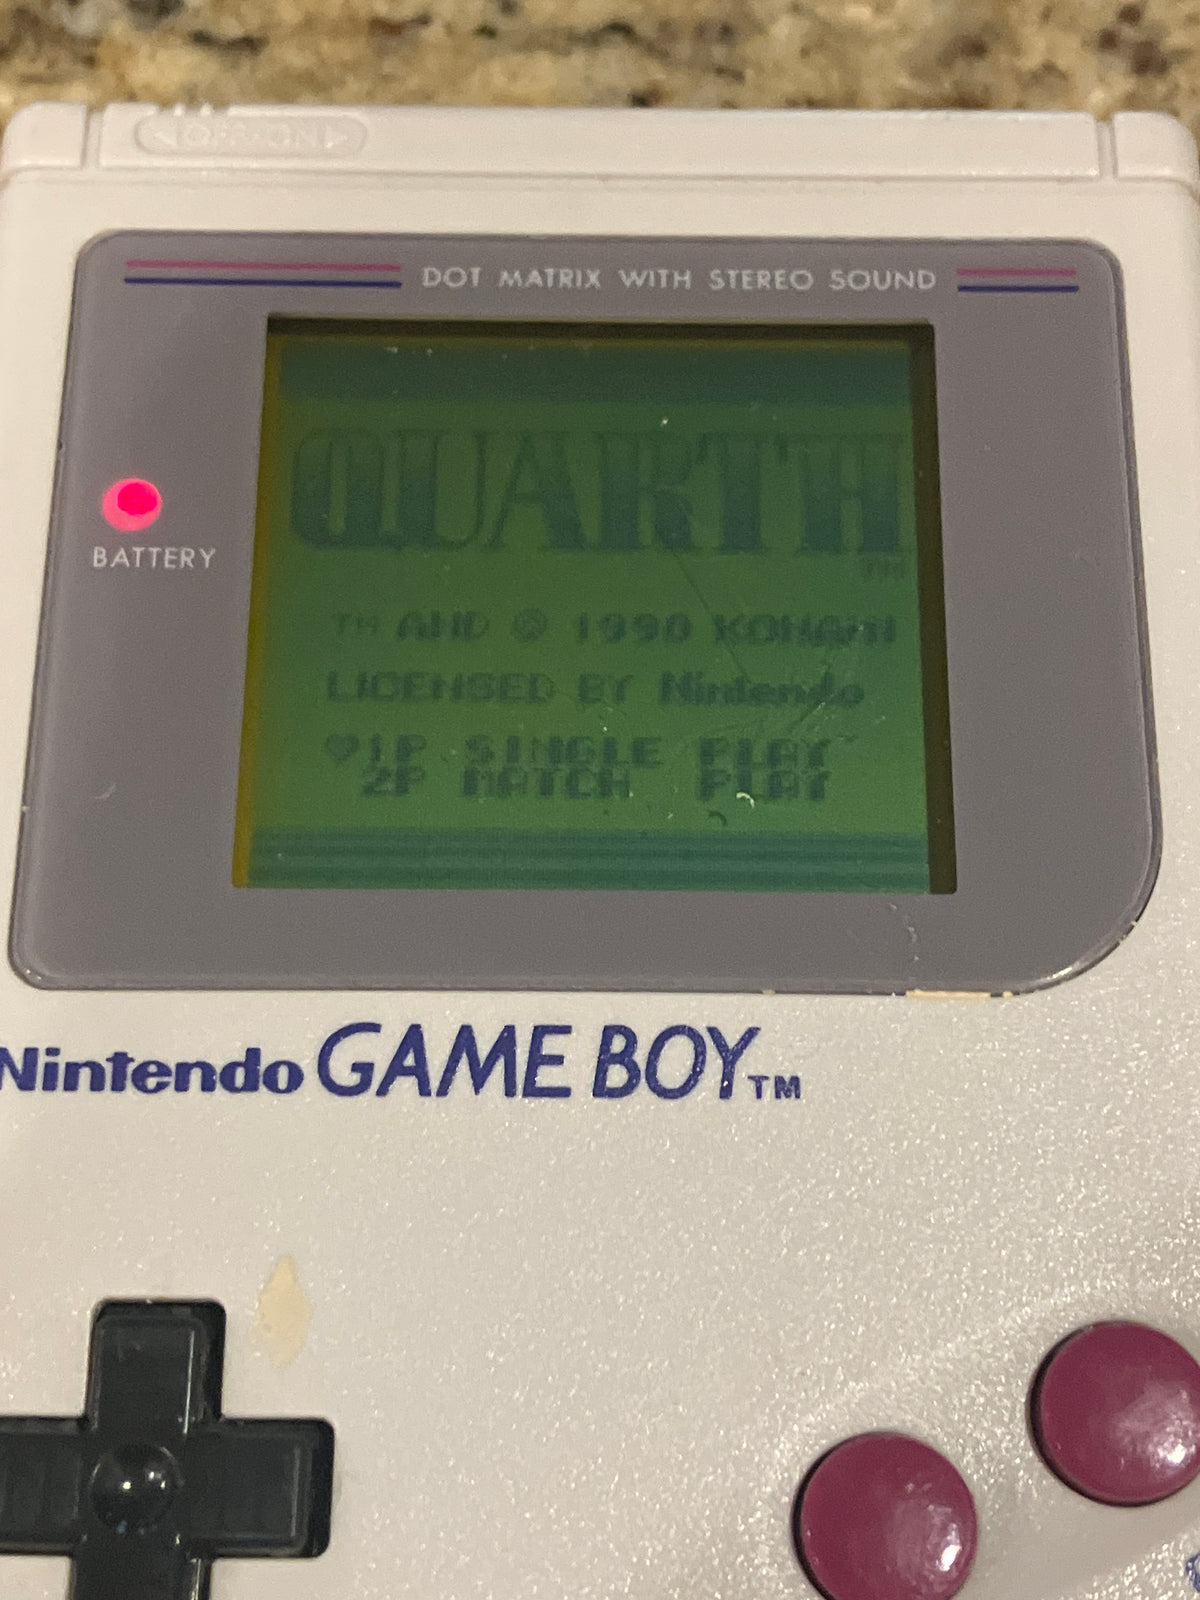 ◁OFF•ON▷
DOT MATRIX WITH STEREO SOUND
BATTERY
QUARTH
TM
TM AND © 1990 KONAMI
LICENSED BY Nintendo
♥1P SINGLE PLAY
2P MATCH PLAY
Nintendo GAME BOY TM